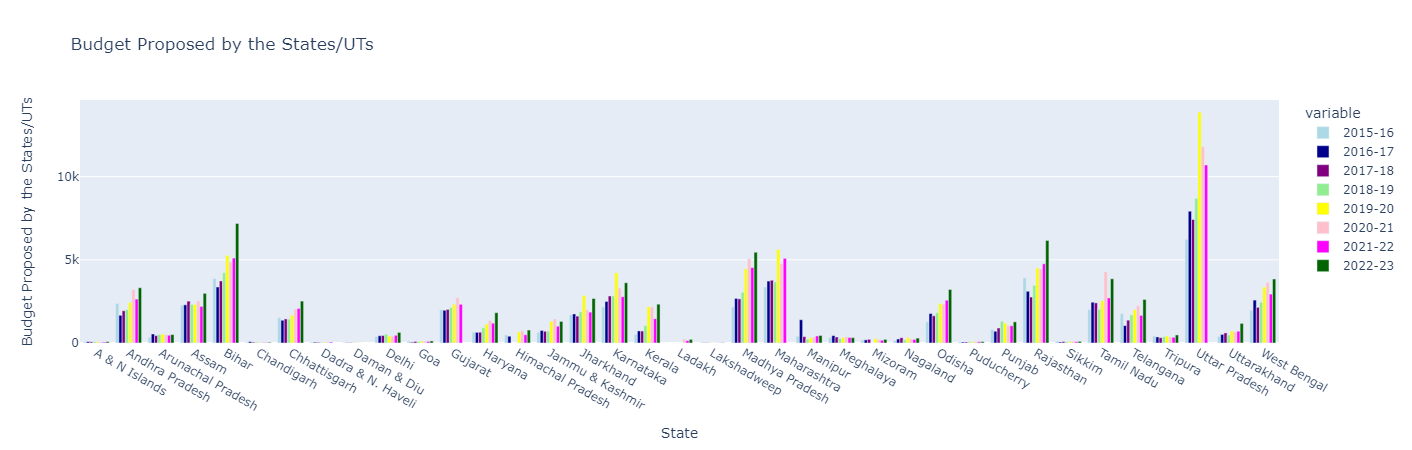 Budget Proposed by the States/UTs
Budget Proposed by the States/UTs
10k
5k
0
A & N Islands
Andhra Pradesh
Arunachal Pradesh
Assam
Bihar
Chandigarh
Chhattisgarh
Dadra & N. Haveli
Daman & Diu
Delhi
Goa
Gujarat
Haryana
Himachal Pradesh
Jammu & Kashmir
Jharkhand
Karnataka
Kerala
Ladakh
Lakshadweep
Madhya Pradesh
Maharashtra
Manipur
Meghalaya
Mizoram
Nagaland
Odisha
Puducherry
Punjab
Rajasthan
Sikkim
Tamil Nadu
Telangana
Tripura
Uttar Pradesh
Uttarakhand
West Bengal
State
variable
2015-16
2016-17
2017-18
2018-19
2019-20
2020-21
2021-22
2022-23